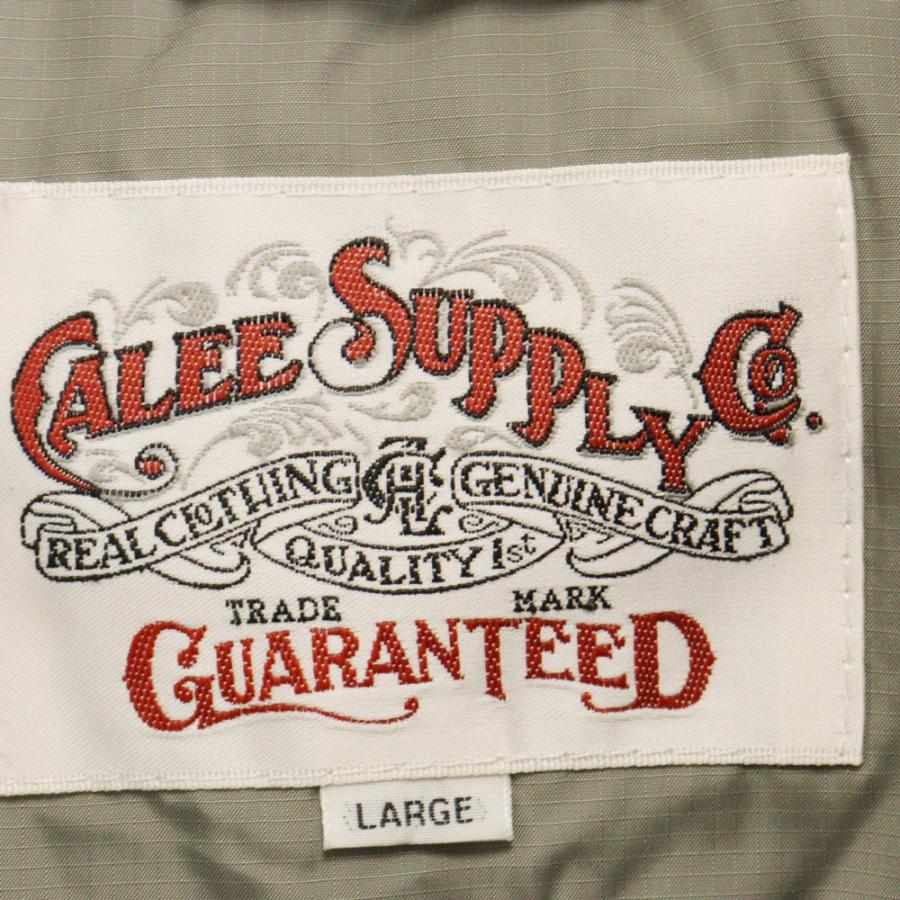 CALEE SUPPLY Co.
REAL CLOTHING GENUINE CRAFT
QUALITY 1st
TRADE MARK
GUARANTEED
LARGE